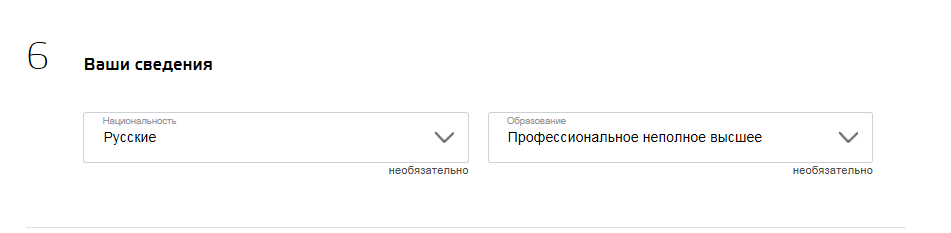 6
Ваши сведения
Национальность
Русские
необязательно
Образование
Профессиональное неполное высшее
необязательно